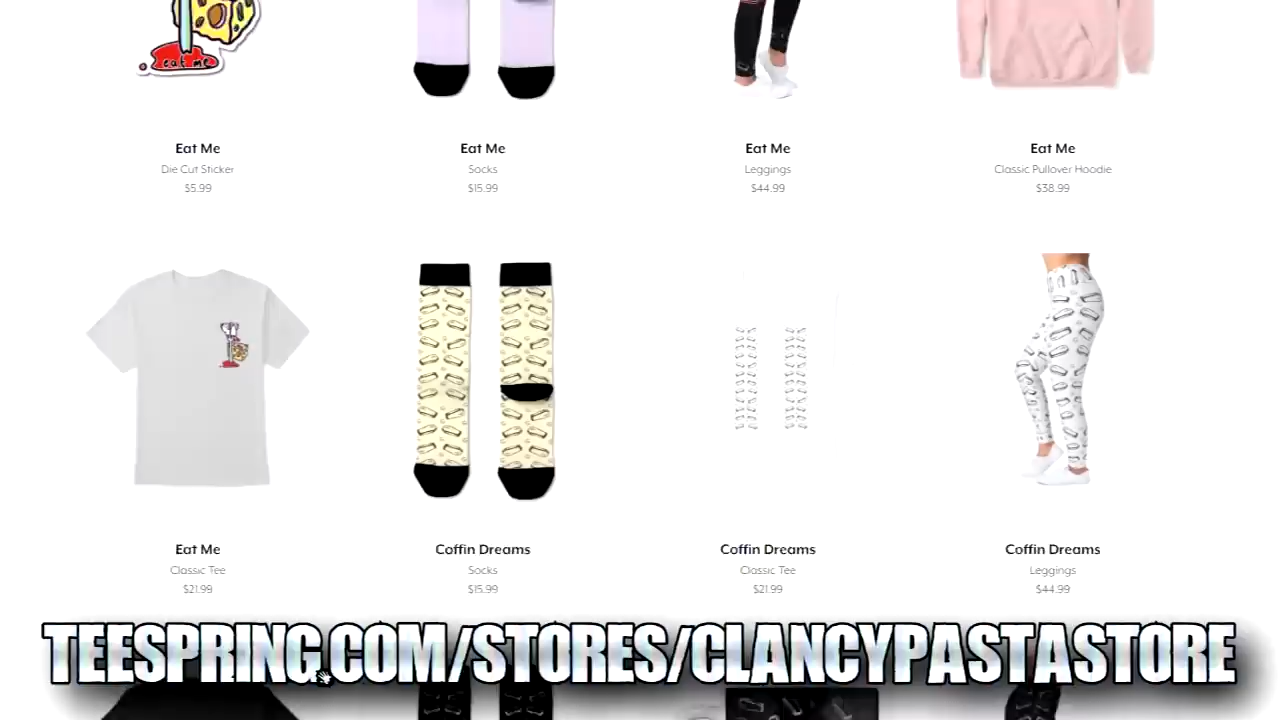 eat me
Eat Me
Die Cut Sticker
$5.99
Eat Me
Socks
$15.99
Eat Me
Leggings
$44.99
Eat Me
Classic Pullover Hoodie
$38.99
Eat Me
Classic Tee
$21.99
Coffin Dreams
Socks
$15.99
Coffin Dreams
Classic Tee
$21.99
Coffin Dreams
Leggings
$44.99
TEESPRING.COM/STORES/CLANCYPASTASTORE